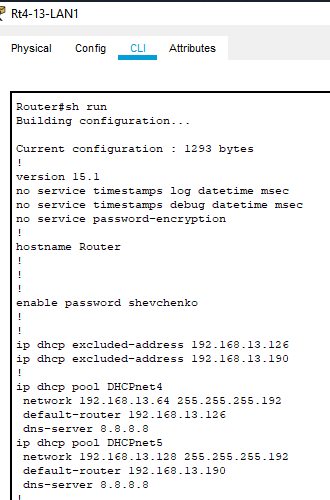 Rt4-13-LAN1
Physical Config CLI Attributes
Router#sh run
Building configuration...
Current configuration : 1293 bytes
!
version 15.1
no service timestamps log datetime msec
no service timestamps debug datetime msec
no service password-encryption
!
hostname Router
!
!
!
enable password shevchenko
!
!
ip dhcp excluded-address 192.168.13.126
ip dhcp excluded-address 192.168.13.190
!
ip dhcp pool DHCPnet4
network 192.168.13.64 255.255.255.192
default-router 192.168.13.126
dns-server 8.8.8.8
ip dhcp pool DHCPnet5
network 192.168.13.128 255.255.255.192
default-router 192.168.13.190
dns-server 8.8.8.8